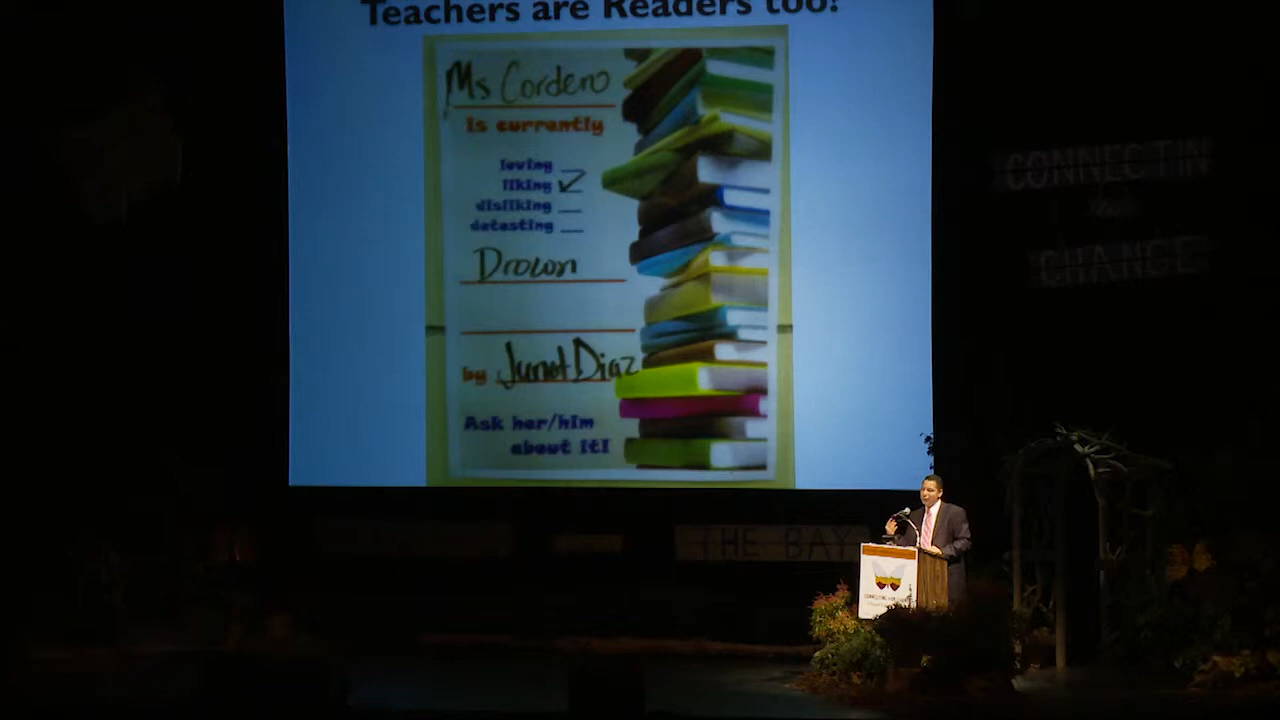 Teachers are Readers too!
Ms Cordero
is currently
loving
liking
disliking
detesting
Drown
by Junot Diaz
Ask her/him
about it!
CONNECTIN
CHANGE
THE BAY